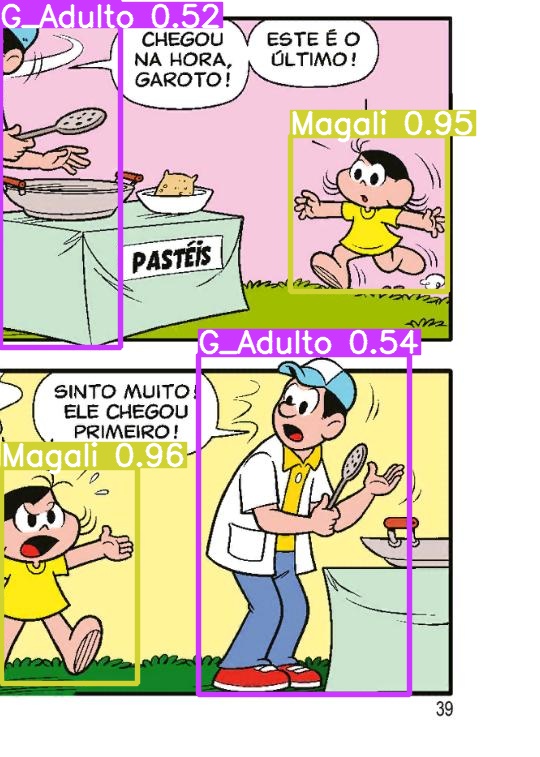 G_Adulto 0.52
CHEGOU
NA HORA,
GAROTO!
ESTE É O
ÚLTIMO!
Magali 0.95
PASTÉIS
G_Adulto 0.54
SINTO MUITO!
ELE CHEGOU
PRIMEIRO!
Magali 0.96
39